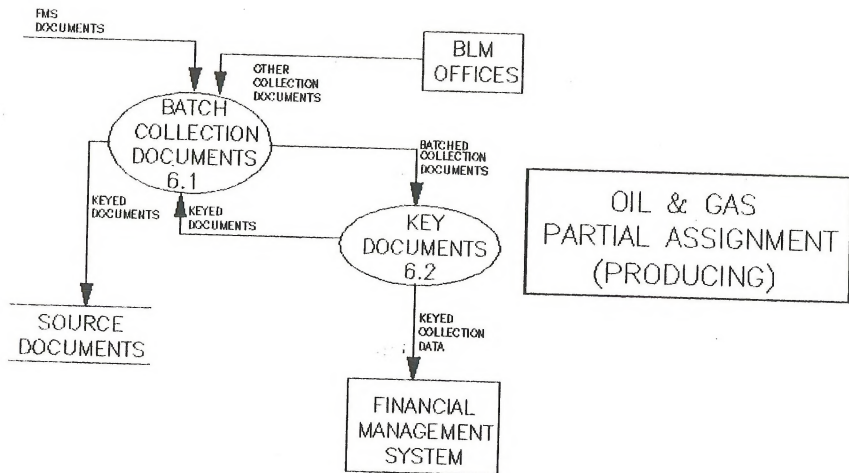 FMS
DOCUMENTS
BLM
OFFICES
OTHER
COLLECTION
DOCUMENTS
BATCH
COLLECTION
DOCUMENTS
6.1
BATCHED
COLLECTION
DOCUMENTS
KEYED
DOCUMENTS
KEYED
DOCUMENTS
KEY
DOCUMENTS
6.2
OIL & GAS
PARTIAL ASSIGNMENT
(PRODUCING)
SOURCE
DOCUMENTS
KEYED
COLLECTION
DATA
FINANCIAL
MANAGEMENT
SYSTEM